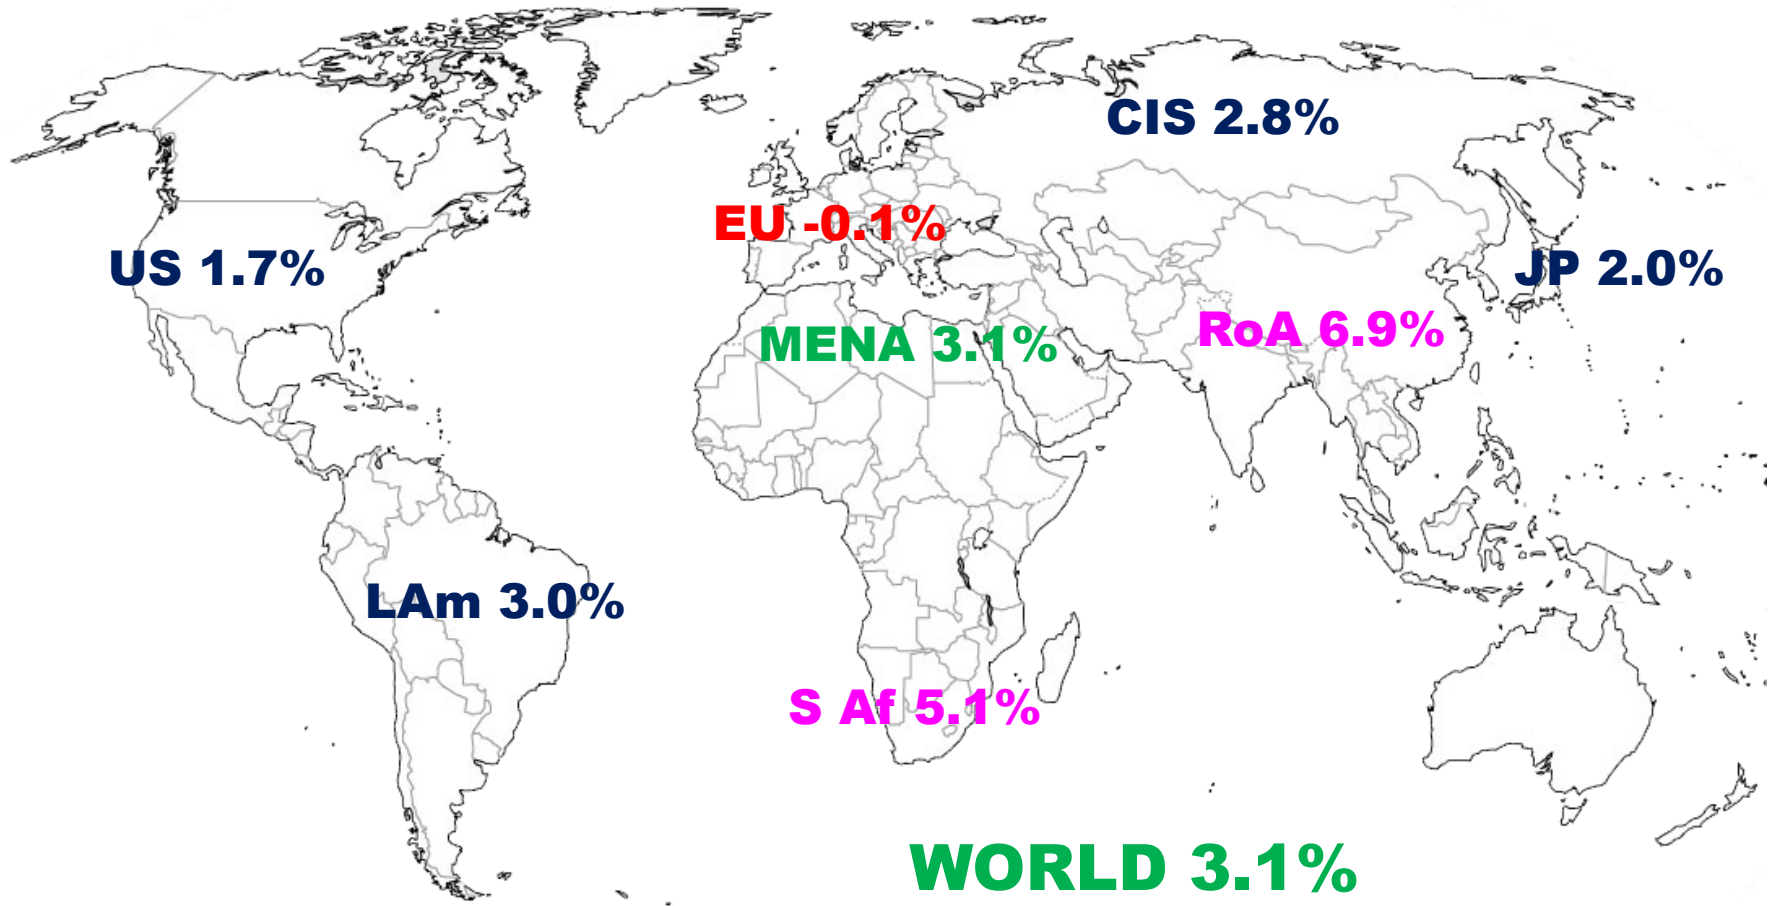 CIS 2.8%
EU -0.1%
US 1.7%
JP 2.0%
MENA 3.1%
RoA 6.9%
LAm 3.0%
S Af 5.1%
WORLD 3.1%